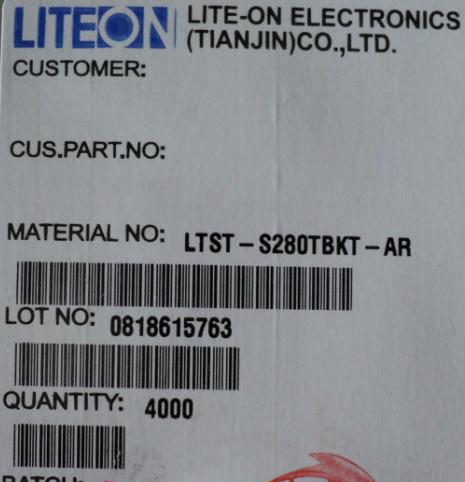 LITEON LITE-ON ELECTRONICS
(TIANJIN)CO.,LTD.
CUSTOMER:
CUS.PART.NO:
MATERIAL NO: LTST-S280TBKT-AR
LOT NO: 0818615763
QUANTITY: 4000
BATCH: